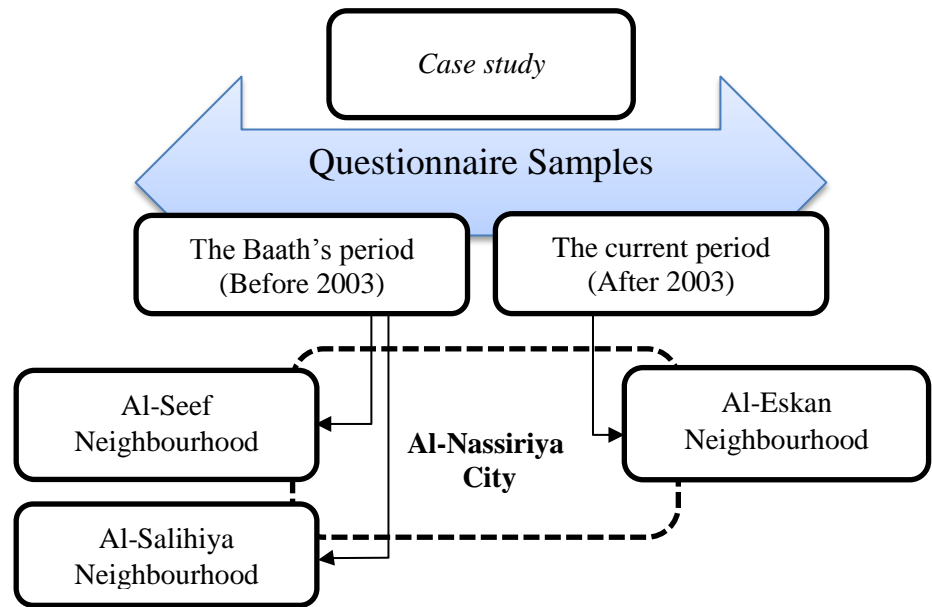 Case study
Questionnaire Samples
The Baath’s period
(Before 2003)
The current period
(After 2003)
Al-Seef
Neighbourhood
Al-Eskan
Neighbourhood
Al-Nassiriya
City
Al-Salihiya
Neighbourhood